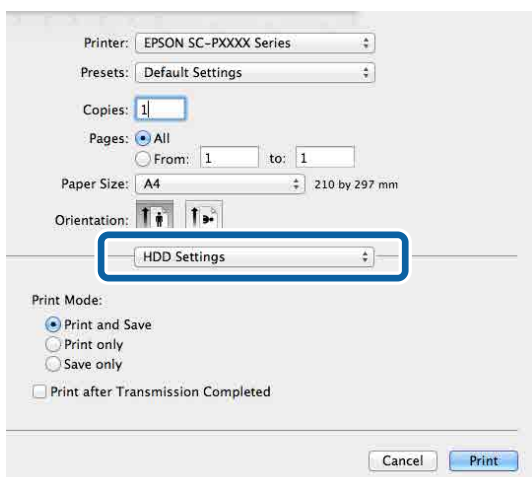 Printer: EPSON SC-PXXXX Series
Presets: Default Settings
Copies: 1
Pages: All
From: 1 to: 1
Paper Size: A4 210 by 297 mm
Orientation:
HDD Settings
Print Mode:
Print and Save
Print only
Save only
Print after Transmission Completed
Cancel Print